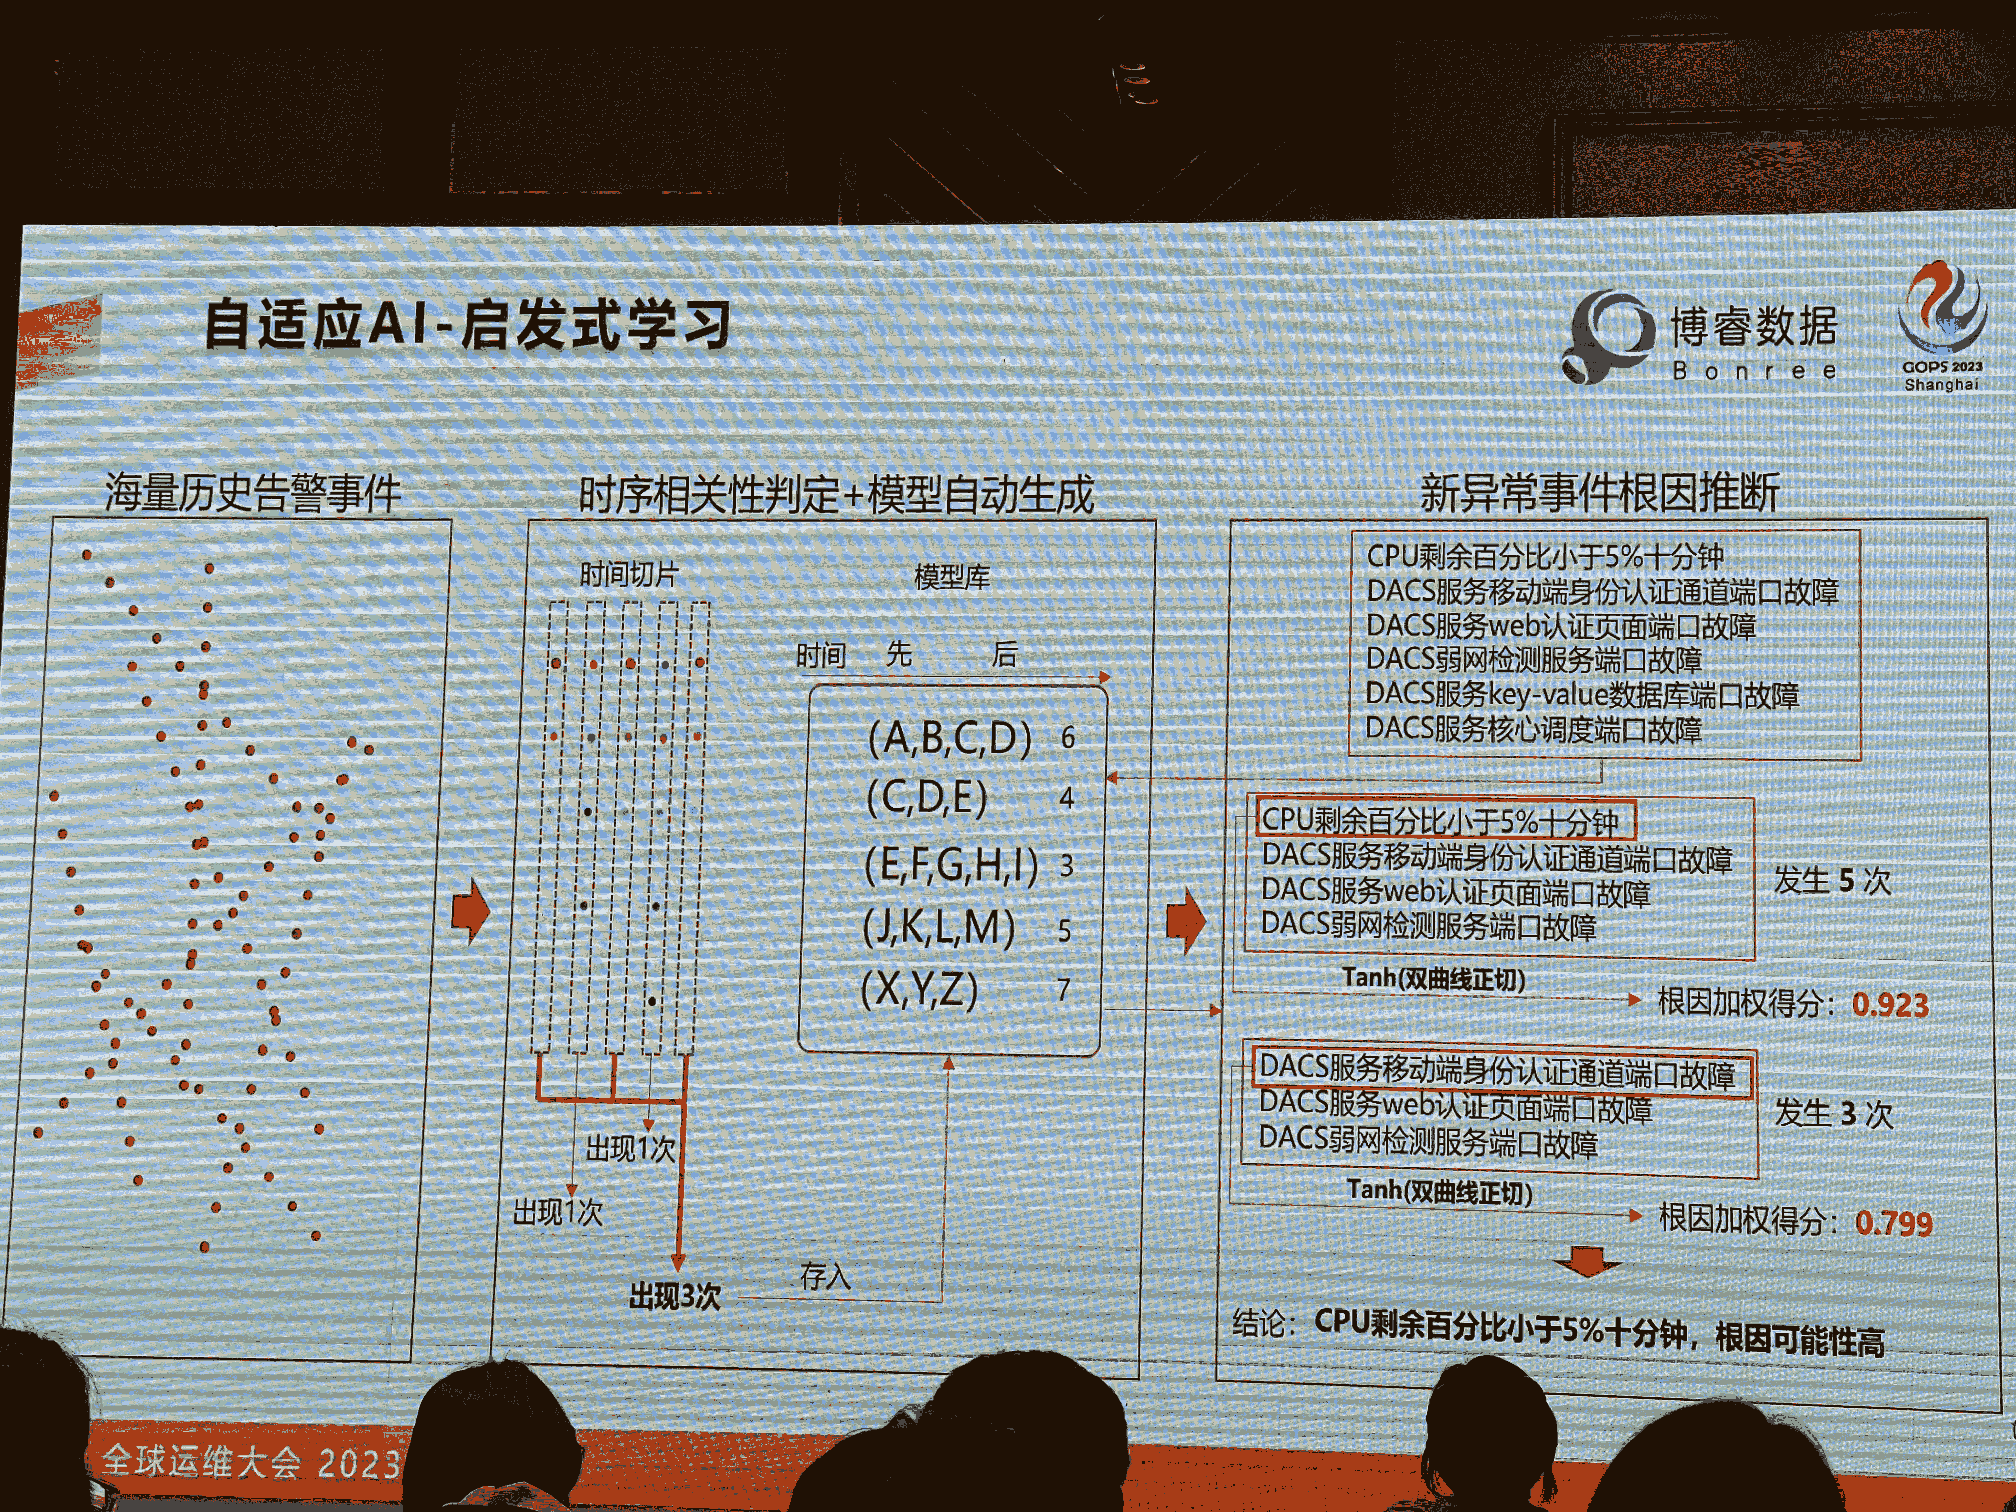 自适应AI-启发式学习
博睿数据
Bonree
GOPS 2023
Shanghai
海量历史告警事件
时序相关性判定+模型自动生成
时间切片
模型库
时间 先 后
(A,B,C,D) 6
(C,D,E) 4
(E,F,G,H,I) 3
(J,K,L,M) 5
(X,Y,Z) 7
出现1次
出现1次
出现3次
存入
新异常事件根因推断
CPU剩余百分比小于5%十分钟
DACS服务移动端身份认证通道端口故障
DACS服务web认证页面端口故障
DACS弱网检测服务端口故障
DACS服务key-value数据库端口故障
DACS服务核心调度端口故障
CPU剩余百分比小于5%十分钟
DACS服务移动端身份认证通道端口故障
DACS服务web认证页面端口故障
DACS弱网检测服务端口故障
发生 5 次
Tanh(双曲线正切)
根因加权得分：0.923
DACS服务移动端身份认证通道端口故障
DACS服务web认证页面端口故障
DACS弱网检测服务端口故障
发生 3 次
Tanh(双曲线正切)
根因加权得分：0.799
结论：CPU剩余百分比小于5%十分钟，根因可能性高
全球运维大会 2023